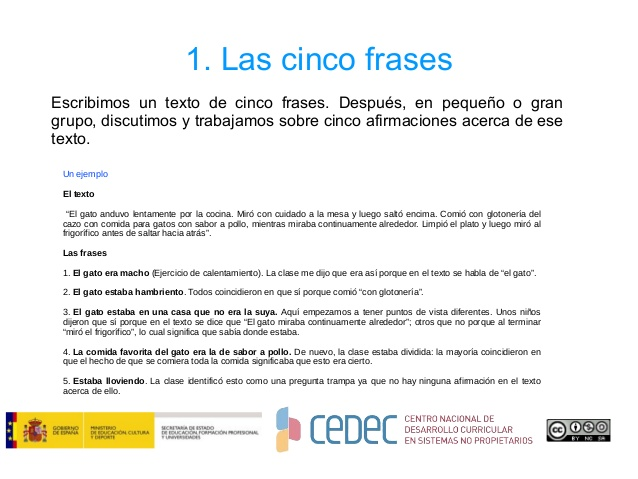 1. Las cinco frases
Escribimos un texto de cinco frases. Después, en pequeño o gran
grupo, discutimos y trabajamos sobre cinco afirmaciones acerca de ese
texto.
Un ejemplo
El texto
“El gato anduvo lentamente por la cocina. Miró con cuidado a la mesa y luego saltó encima. Comió con glotonería del
cazo con comida para gatos con sabor a pollo, mientras miraba continuamente alrededor. Limpió el plato y luego miró al
frigorífico antes de saltar hacia atrás”.
Las frases
1. El gato era macho (Ejercicio de calentamiento). La clase me dijo que era así porque en el texto se habla de “el gato”.
2. El gato estaba hambriento. Todos coincidieron en que sí porque comió “con glotonería”.
3. El gato estaba en una casa que no era la suya. Aquí empezamos a tener puntos de vista diferentes. Unos niños
dijeron que sí porque en el texto se dice que “El gato miraba continuamente alrededor”; otros que no porque al terminar
“miró el frigorífico”, lo cual significa que sabía donde estaba.
4. La comida favorita del gato era la de sabor a pollo. De nuevo, la clase estaba dividida: la mayoría coincidieron en
que el hecho de que se comiera toda la comida significaba que esto era cierto.
5. Estaba lloviendo. La clase identificó esto como una pregunta trampa ya que no hay ninguna afirmación en el texto
acerca de ello.
GOBIERNO
DE ESPAÑA
MINISTERIO
DE EDUCACIÓN, CULTURA
Y DEPORTE
SECRETARÍA DE ESTADO
DE EDUCACIÓN, FORMACIÓN PROFESIONAL
Y UNIVERSIDADES
CEDEC
CENTRO NACIONAL DE
DESARROLLO CURRICULAR
EN SISTEMAS NO PROPIETARIOS
cc
BY NC SA